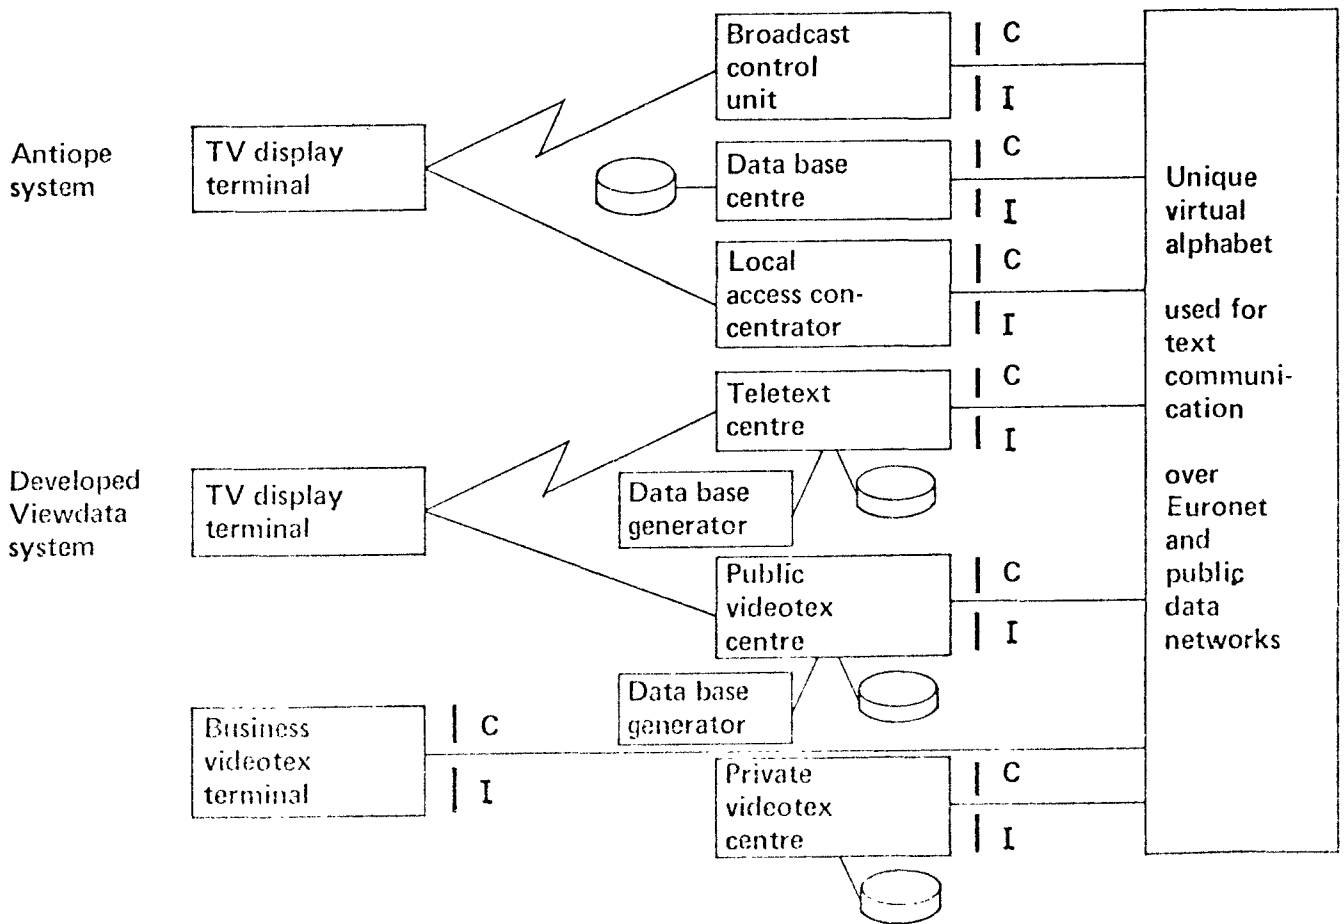 Broadcast
control
unit
C
I
Antiope
system
TV display
terminal
Data base
centre
C
I
Local
access con-
centrator
C
I
Unique
virtual
alphabet
used for
text
communi-
cation
over
Euronet
and
public
data
networks
Teletext
centre
C
I
Developed
Viewdata
system
TV display
terminal
Data base
generator
Public
videotex
centre
C
I
Data base
generator
Business
videotex
terminal
C
I
Private
videotex
centre
C
I